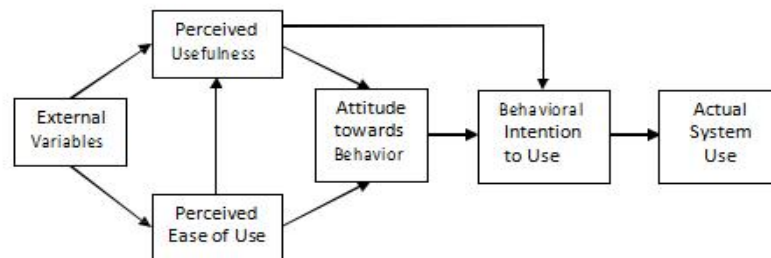 Perceived
Usefulness
External
Variables
Attitude
towards
Behavior
Behavioral
Intention
to Use
Actual
System
Use
Perceived
Ease of Use